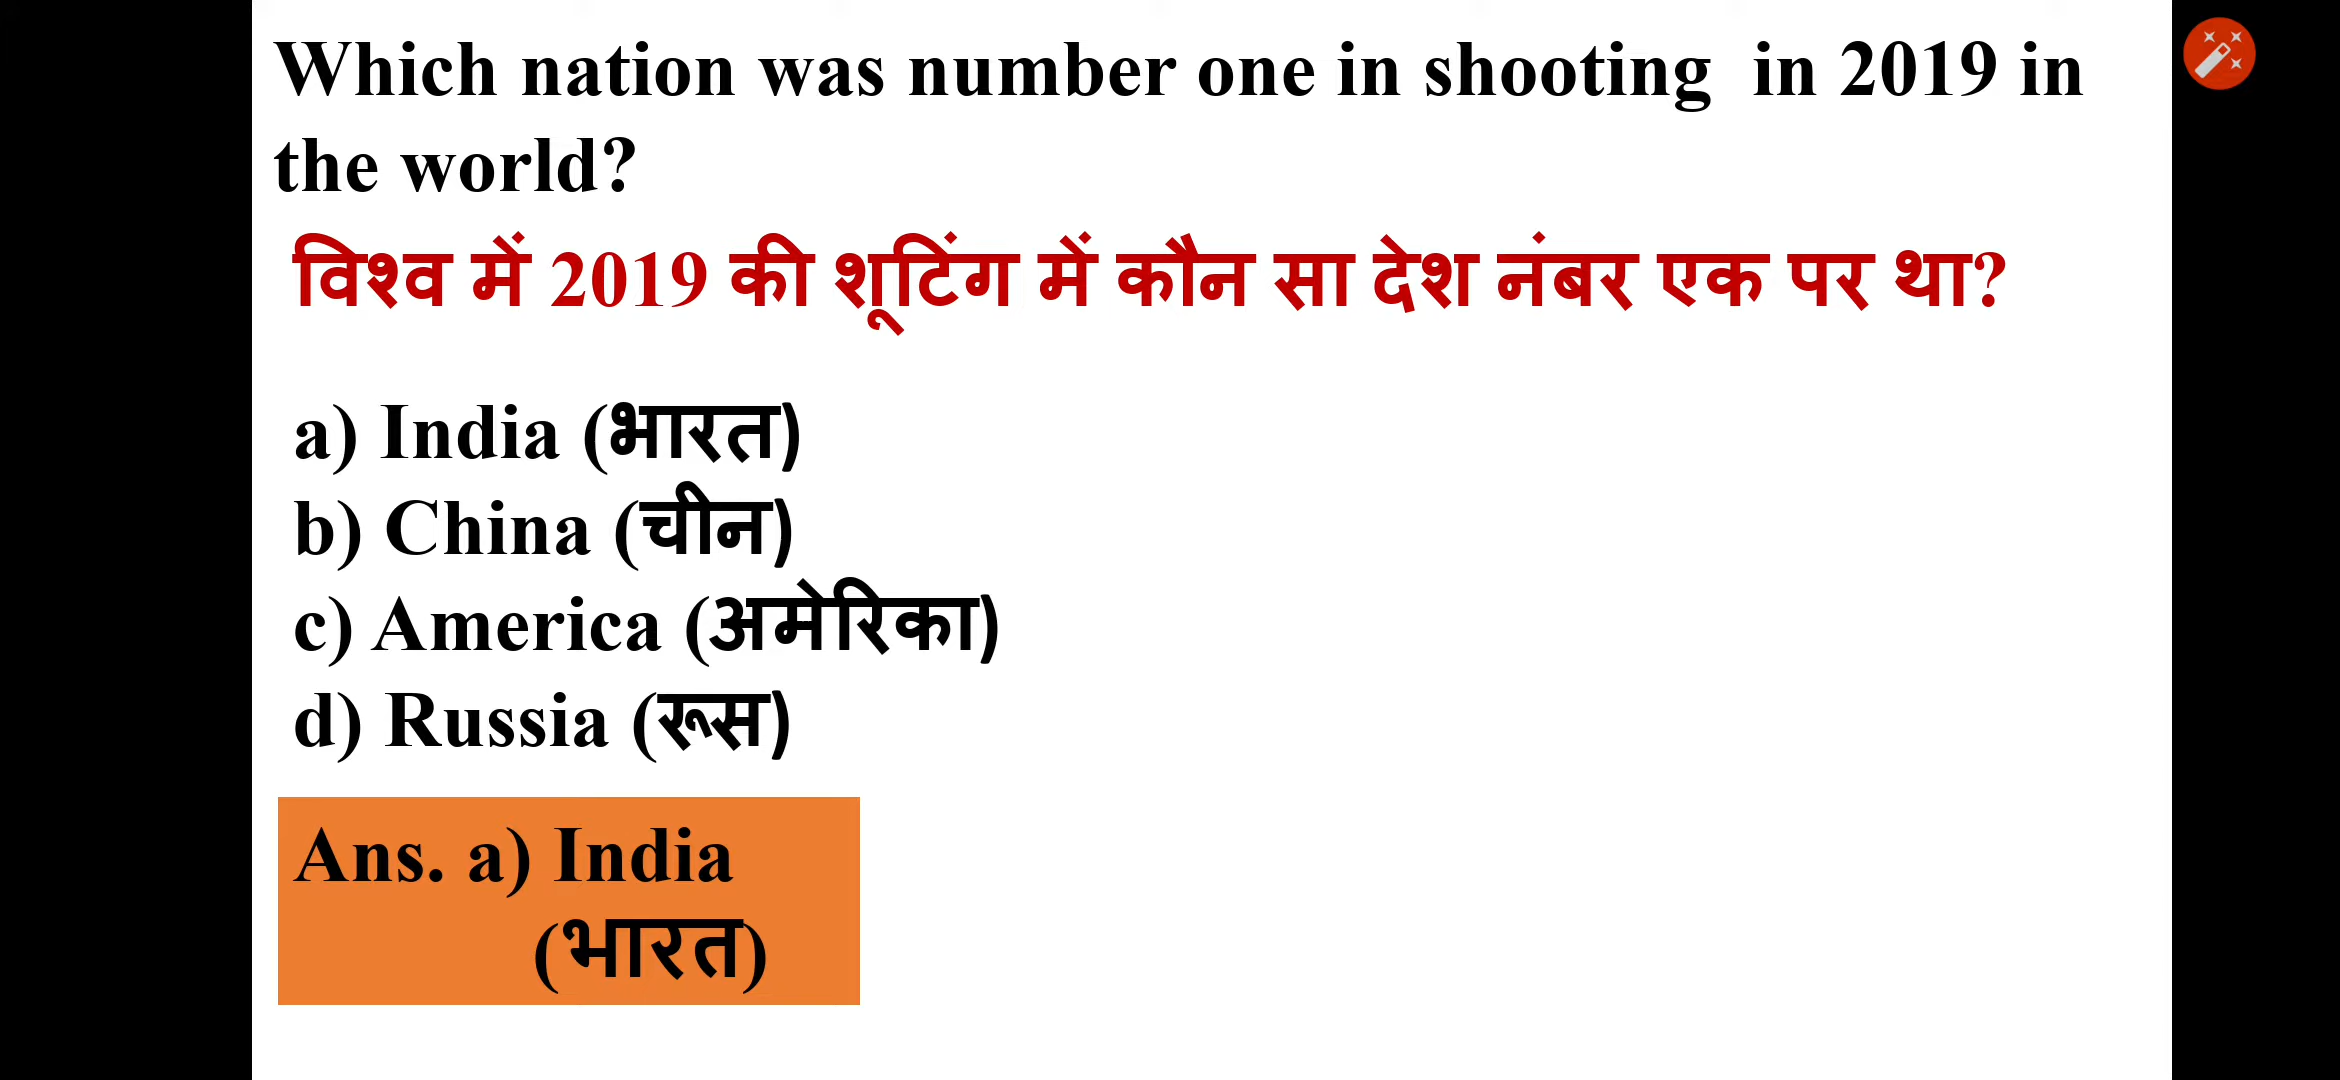 Which nation was number one in shooting  in 2019 in
the world?
विश्व में 2019 की शूटिंग में कौन सा देश नंबर एक पर था?
a) India (भारत)
b) China (चीन)
c) America (अमेरिका)
d) Russia (रूस)
Ans. a) India
(भारत)